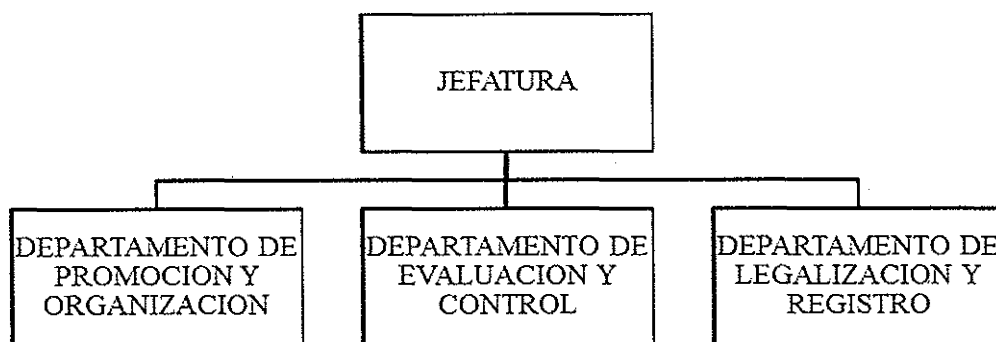 JEFATURA
DEPARTAMENTO DE
PROMOCION Y
ORGANIZACION
DEPARTAMENTO DE
EVALUACION Y
CONTROL
DEPARTAMENTO DE
LEGALIZACION Y
REGISTRO